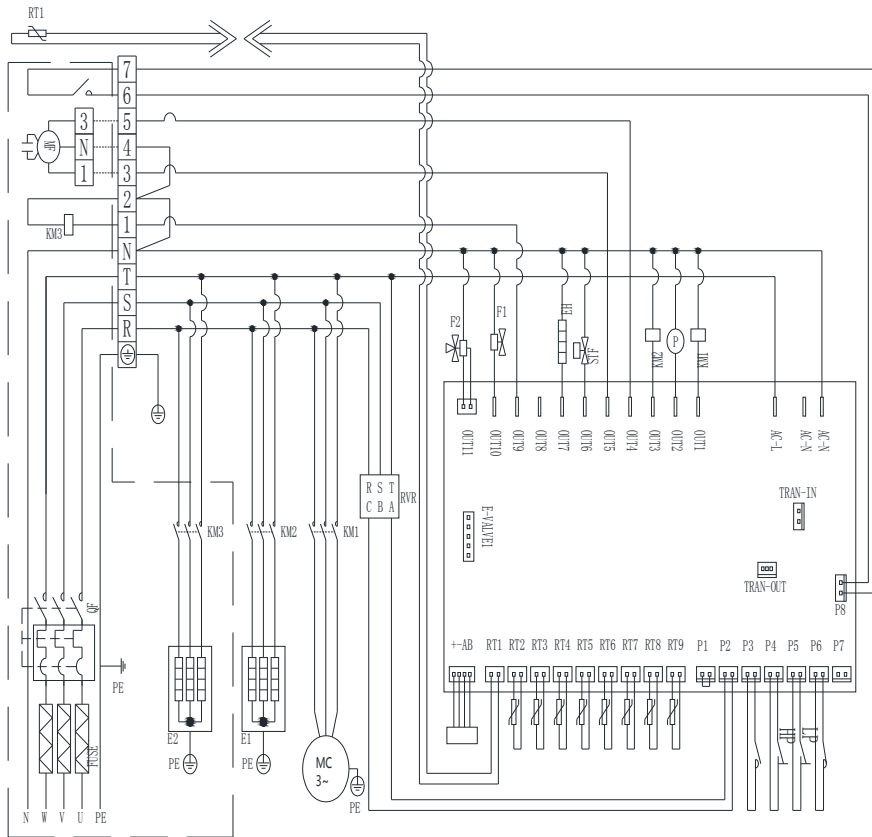 RT1
7
6
3
5
MF
N
4
1
3
2
KM3
1
N
T
S
R
F2
F1
EH
STF
KM2
P
KM1
OUT11
OUT10
OUT9
OUT8
OUT7
OUT6
OUT5
OUT4
OUT3
OUT2
OUT1
AC-L
AC-N
AC-N
R S T
C B A
RVR
E-VALVE1
TRAN-IN
TRAN-OUT
P8
KM3
KM2
KM1
QF
+-AB
RT1
RT2
RT3
RT4
RT5
RT6
RT7
RT8
RT9
P1
P2
P3
P4
P5
P6
P7
PE
FUSE
E2
E1
HP
LP
PE
PE
MC
3~
PE
N W V U PE